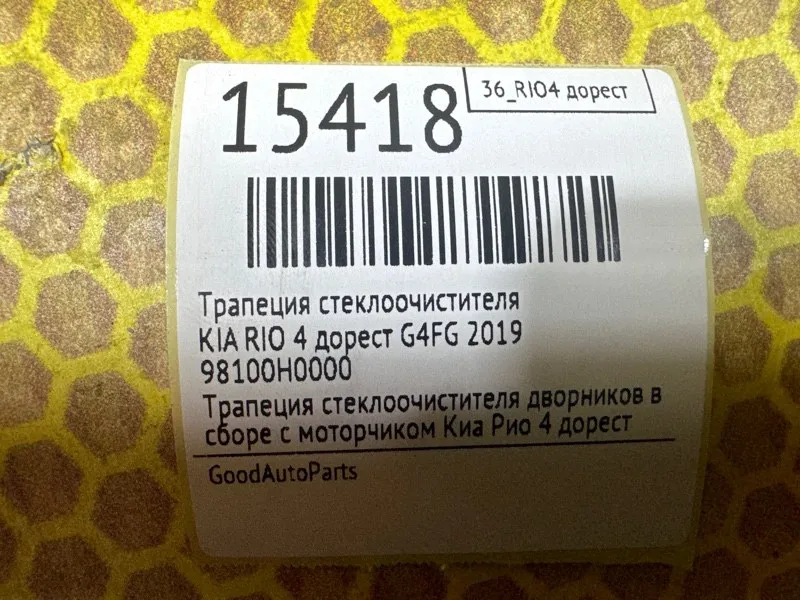 15418
36_RIO4 дорест
Трапеция стеклоочистителя
KIA RIO 4 дорест G4FG 2019
98100H0000
Трапеция стеклоочистителя дворников в
сборе с моторчиком Киа Рио 4 дорест
GoodAutoParts